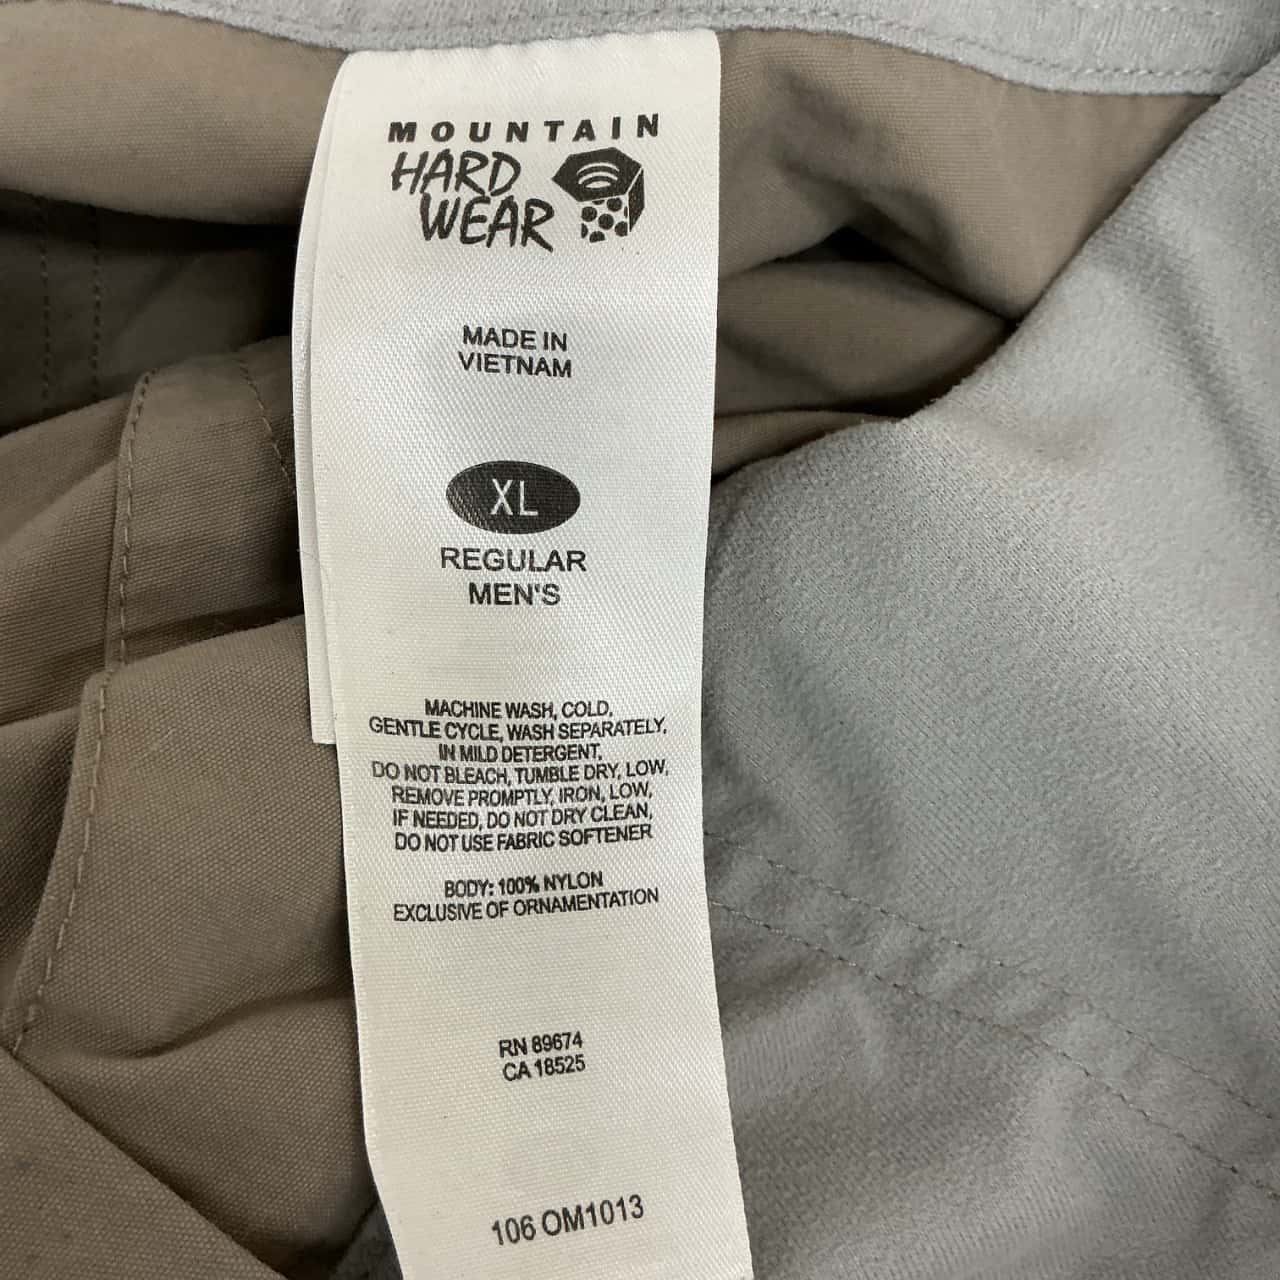 MOUNTAIN
HARD
WEAR
MADE IN
VIETNAM
XL
REGULAR
MEN'S
MACHINE WASH, COLD,
GENTLE CYCLE, WASH SEPARATELY,
IN MILD DETERGENT,
DO NOT BLEACH, TUMBLE DRY, LOW,
REMOVE PROMPTLY, IRON, LOW,
IF NEEDED, DO NOT DRY CLEAN,
DO NOT USE FABRIC SOFTENER
BODY: 100% NYLON
EXCLUSIVE OF ORNAMENTATION
RN 89674
CA 18525
106 OM1013